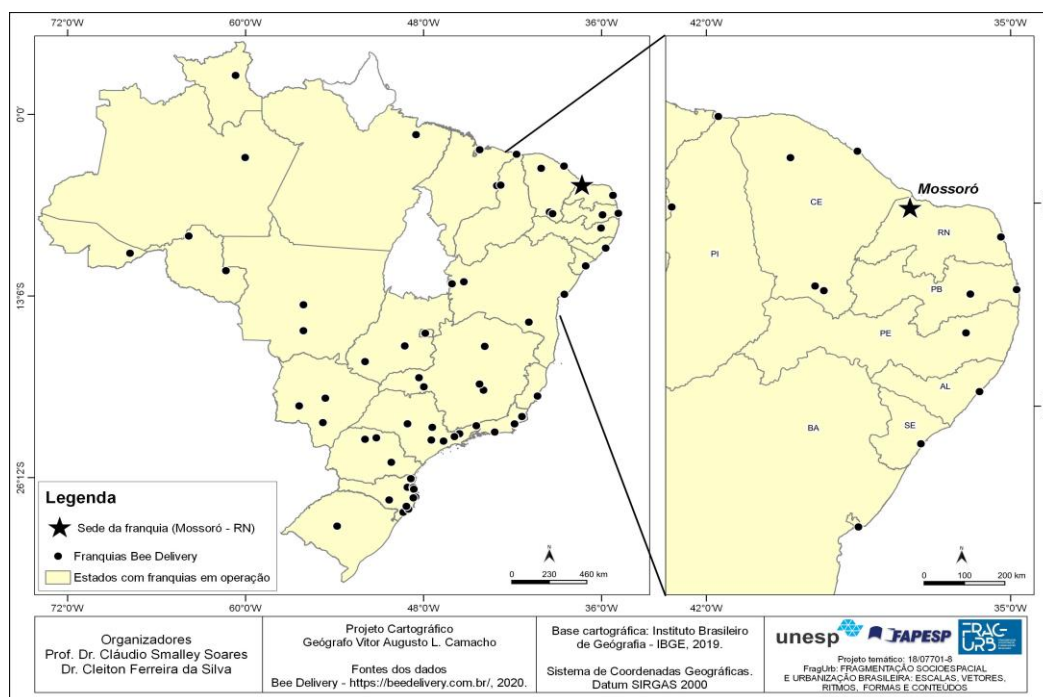 72°0'W 60°0'W 48°0'W 36°0'W 42°0'W 35°0'W
0°0'
13°6'S
26°12'S
Mossoró
CE
RN
PI
PB
PE
AL
SE
BA
Legenda
Sede da franquia (Mossoró - RN)
Franquias Bee Delivery
Estados com franquias em operação
N
0 230 460 km
N
0 100 200 km
72°0'W 60°0'W 48°0'W 36°0'W 42°0'W 35°0'W
Organizadores
Prof. Dr. Cláudio Smalley Soares
Dr. Cleiton Ferreira da Silva
Projeto Cartográfico
Geógrafo Vitor Augusto L. Camacho
Fontes dos dados
Bee Delivery - https://beedelivery.com.br/, 2020.
Base cartográfica: Instituto Brasileiro
de Geografia - IBGE, 2019.
Sistema de Coordenadas Geográficas.
Datum SIRGAS 2000
unesp FAPESP FRAG-
URB
Projeto temático: 18/07701-8
FragUrb: FRAGMENTAÇÃO SOCIOESPACIAL
E URBANIZAÇÃO BRASILEIRA: ESCALAS, VETORES,
RITMOS, FORMAS E CONTEÚDOS